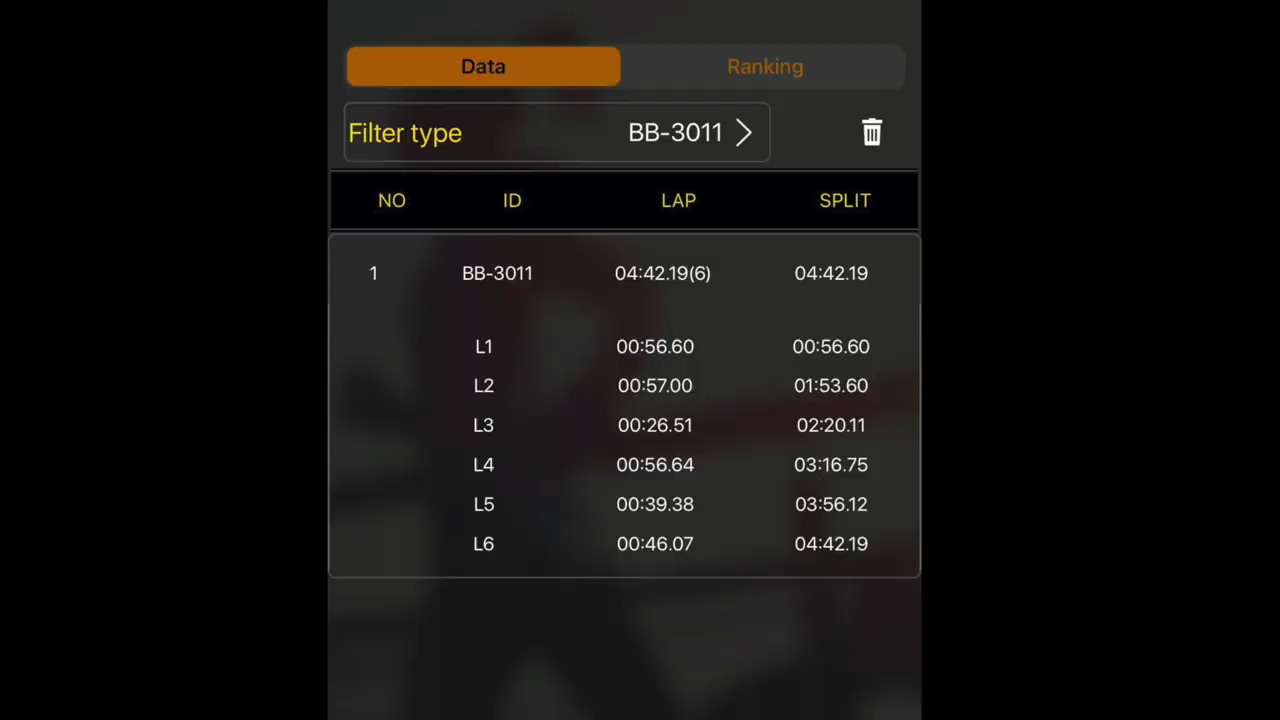 Data Ranking
Filter type BB-3011
NO ID LAP SPLIT
1 BB-3011 04:42.19(6) 04:42.19
L1 00:56.60 00:56.60
L2 00:57.00 01:53.60
L3 00:26.51 02:20.11
L4 00:56.64 03:16.75
L5 00:39.38 03:56.12
L6 00:46.07 04:42.19